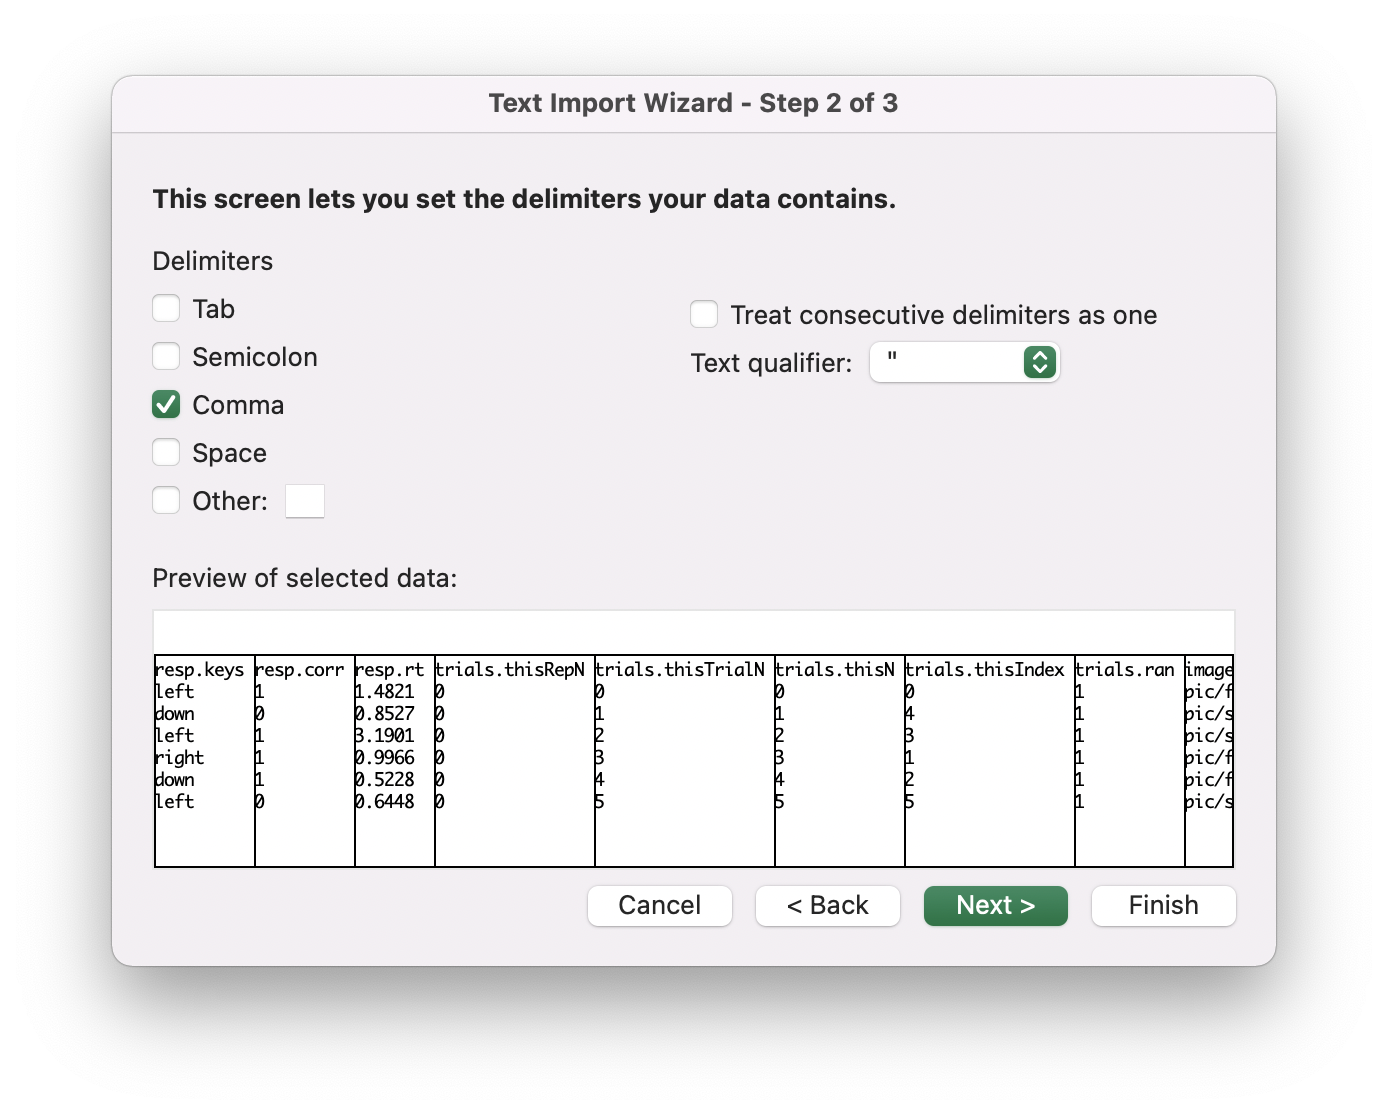 Text Import Wizard - Step 2 of 3
This screen lets you set the delimiters your data contains.
Delimiters
Tab
Treat consecutive delimiters as one
Semicolon
Text qualifier: "
Comma
Space
Other:
Preview of selected data:
resp.keys resp.corr resp.rt trials.thisRepN trials.thisTrialN trials.thisN trials.thisIndex trials.ran image
left 1 1.4821 0 0 0 0 1 pic/f
down 0 0.8527 0 1 1 4 1 pic/s
left 1 3.1901 0 2 2 3 1 pic/s
right 1 0.9966 0 3 3 1 1 pic/f
down 1 0.5228 0 4 4 2 1 pic/f
left 0 0.6448 0 5 5 5 1 pic/s
Cancel < Back Next > Finish